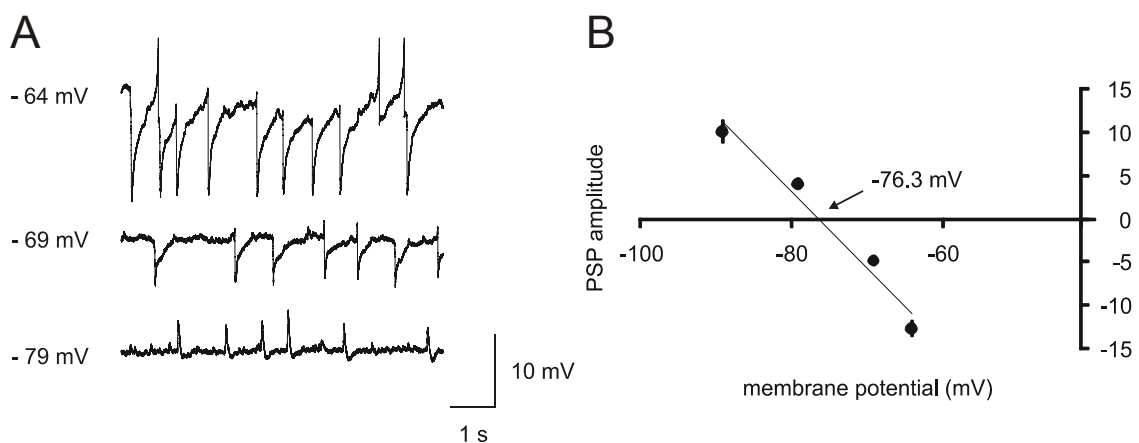 A
- 64 mV
- 69 mV
- 79 mV
10 mV
1 s
B
PSP amplitude
15
10
5
0
-5
-10
-15
-76.3 mV
-100
-80
-60
membrane potential (mV)